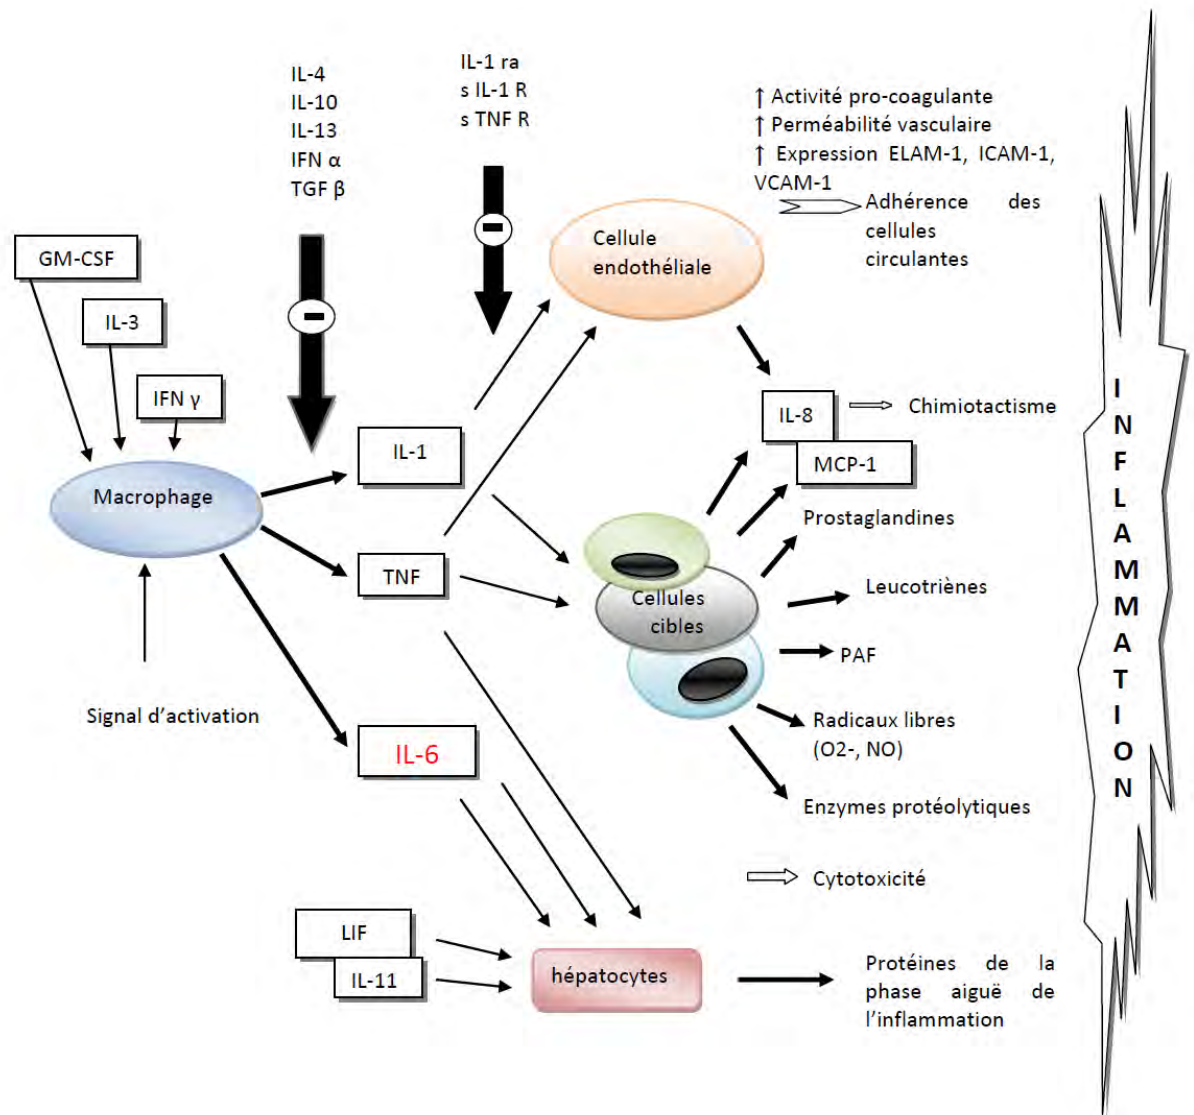 IL-4
IL-10
IL-13
IFN α
TGF β
IL-1 ra
s IL-1 R
s TNF R
↑ Activité pro-coagulante
↑ Perméabilité vasculaire
↑ Expression ELAM-1, ICAM-1,
VCAM-1
Adhérence des
cellules
circulantes
Cellule
endothéliale
GM-CSF
IL-3
IFN γ
Macrophage
Signal d’activation
IL-1
TNF
IL-6
IL-8
Chimiotactisme
MCP-1
Prostaglandines
Leucotriènes
PAF
Radicaux libres
(O2-, NO)
Enzymes protéolytiques
Cytotoxicité
Cellules
cibles
LIF
IL-11
hépatocytes
Protéines de la
phase aiguë de
l’inflammation
INFLAMMATION